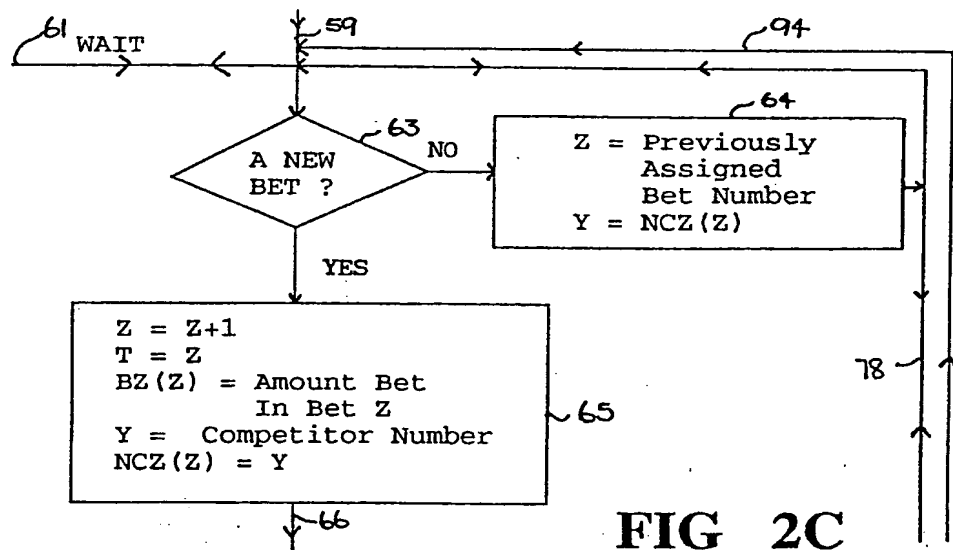 59
94
61
WAIT
64
63
A NEW
BET ?
NO
Z = Previously
Assigned
Bet Number
Y = NCZ(Z)
YES
Z = Z+1
T = Z
BZ(Z) = Amount Bet
In Bet Z
Y = Competitor Number
NCZ(Z) = Y
65
78
66
FIG 2C